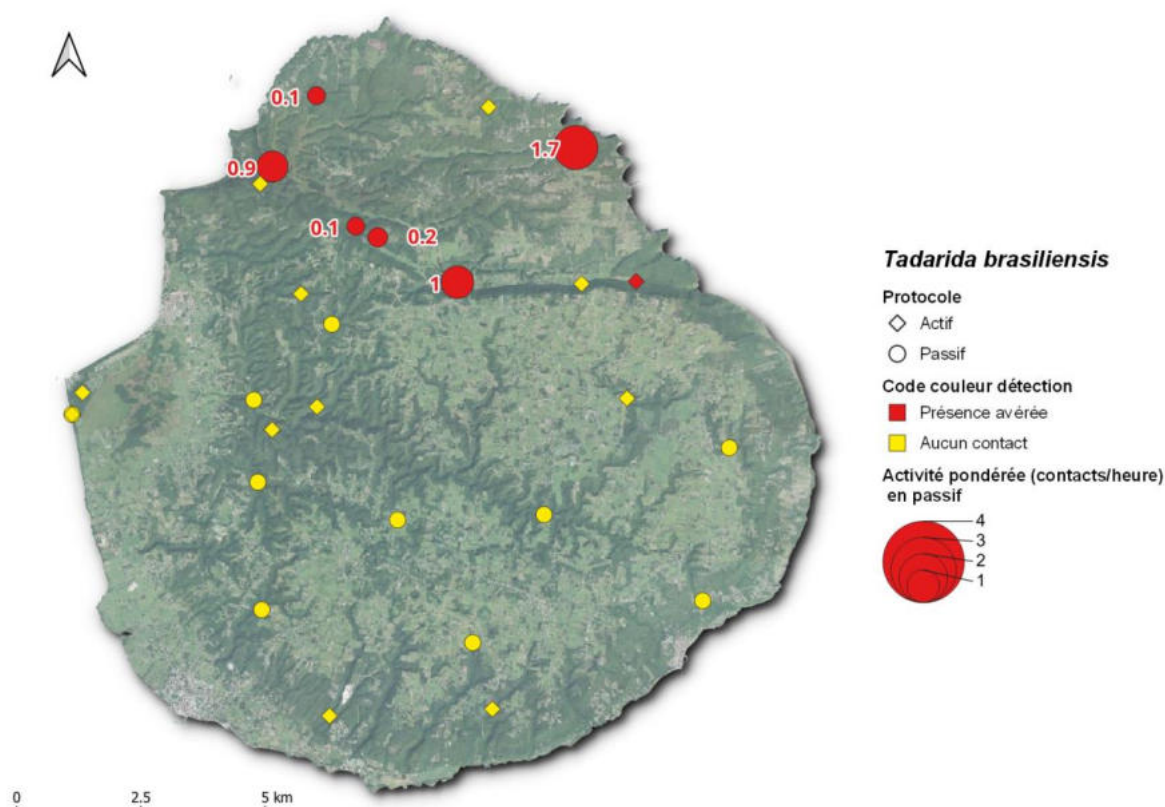 0.1
1.7
0.9
0.1
0.2
1
Tadarida brasiliensis
Protocole
Actif
Passif
Code couleur détection
Présence avérée
Aucun contact
Activité pondérée (contacts/heure)
en passif
4
3
2
1
0 2.5 5 km